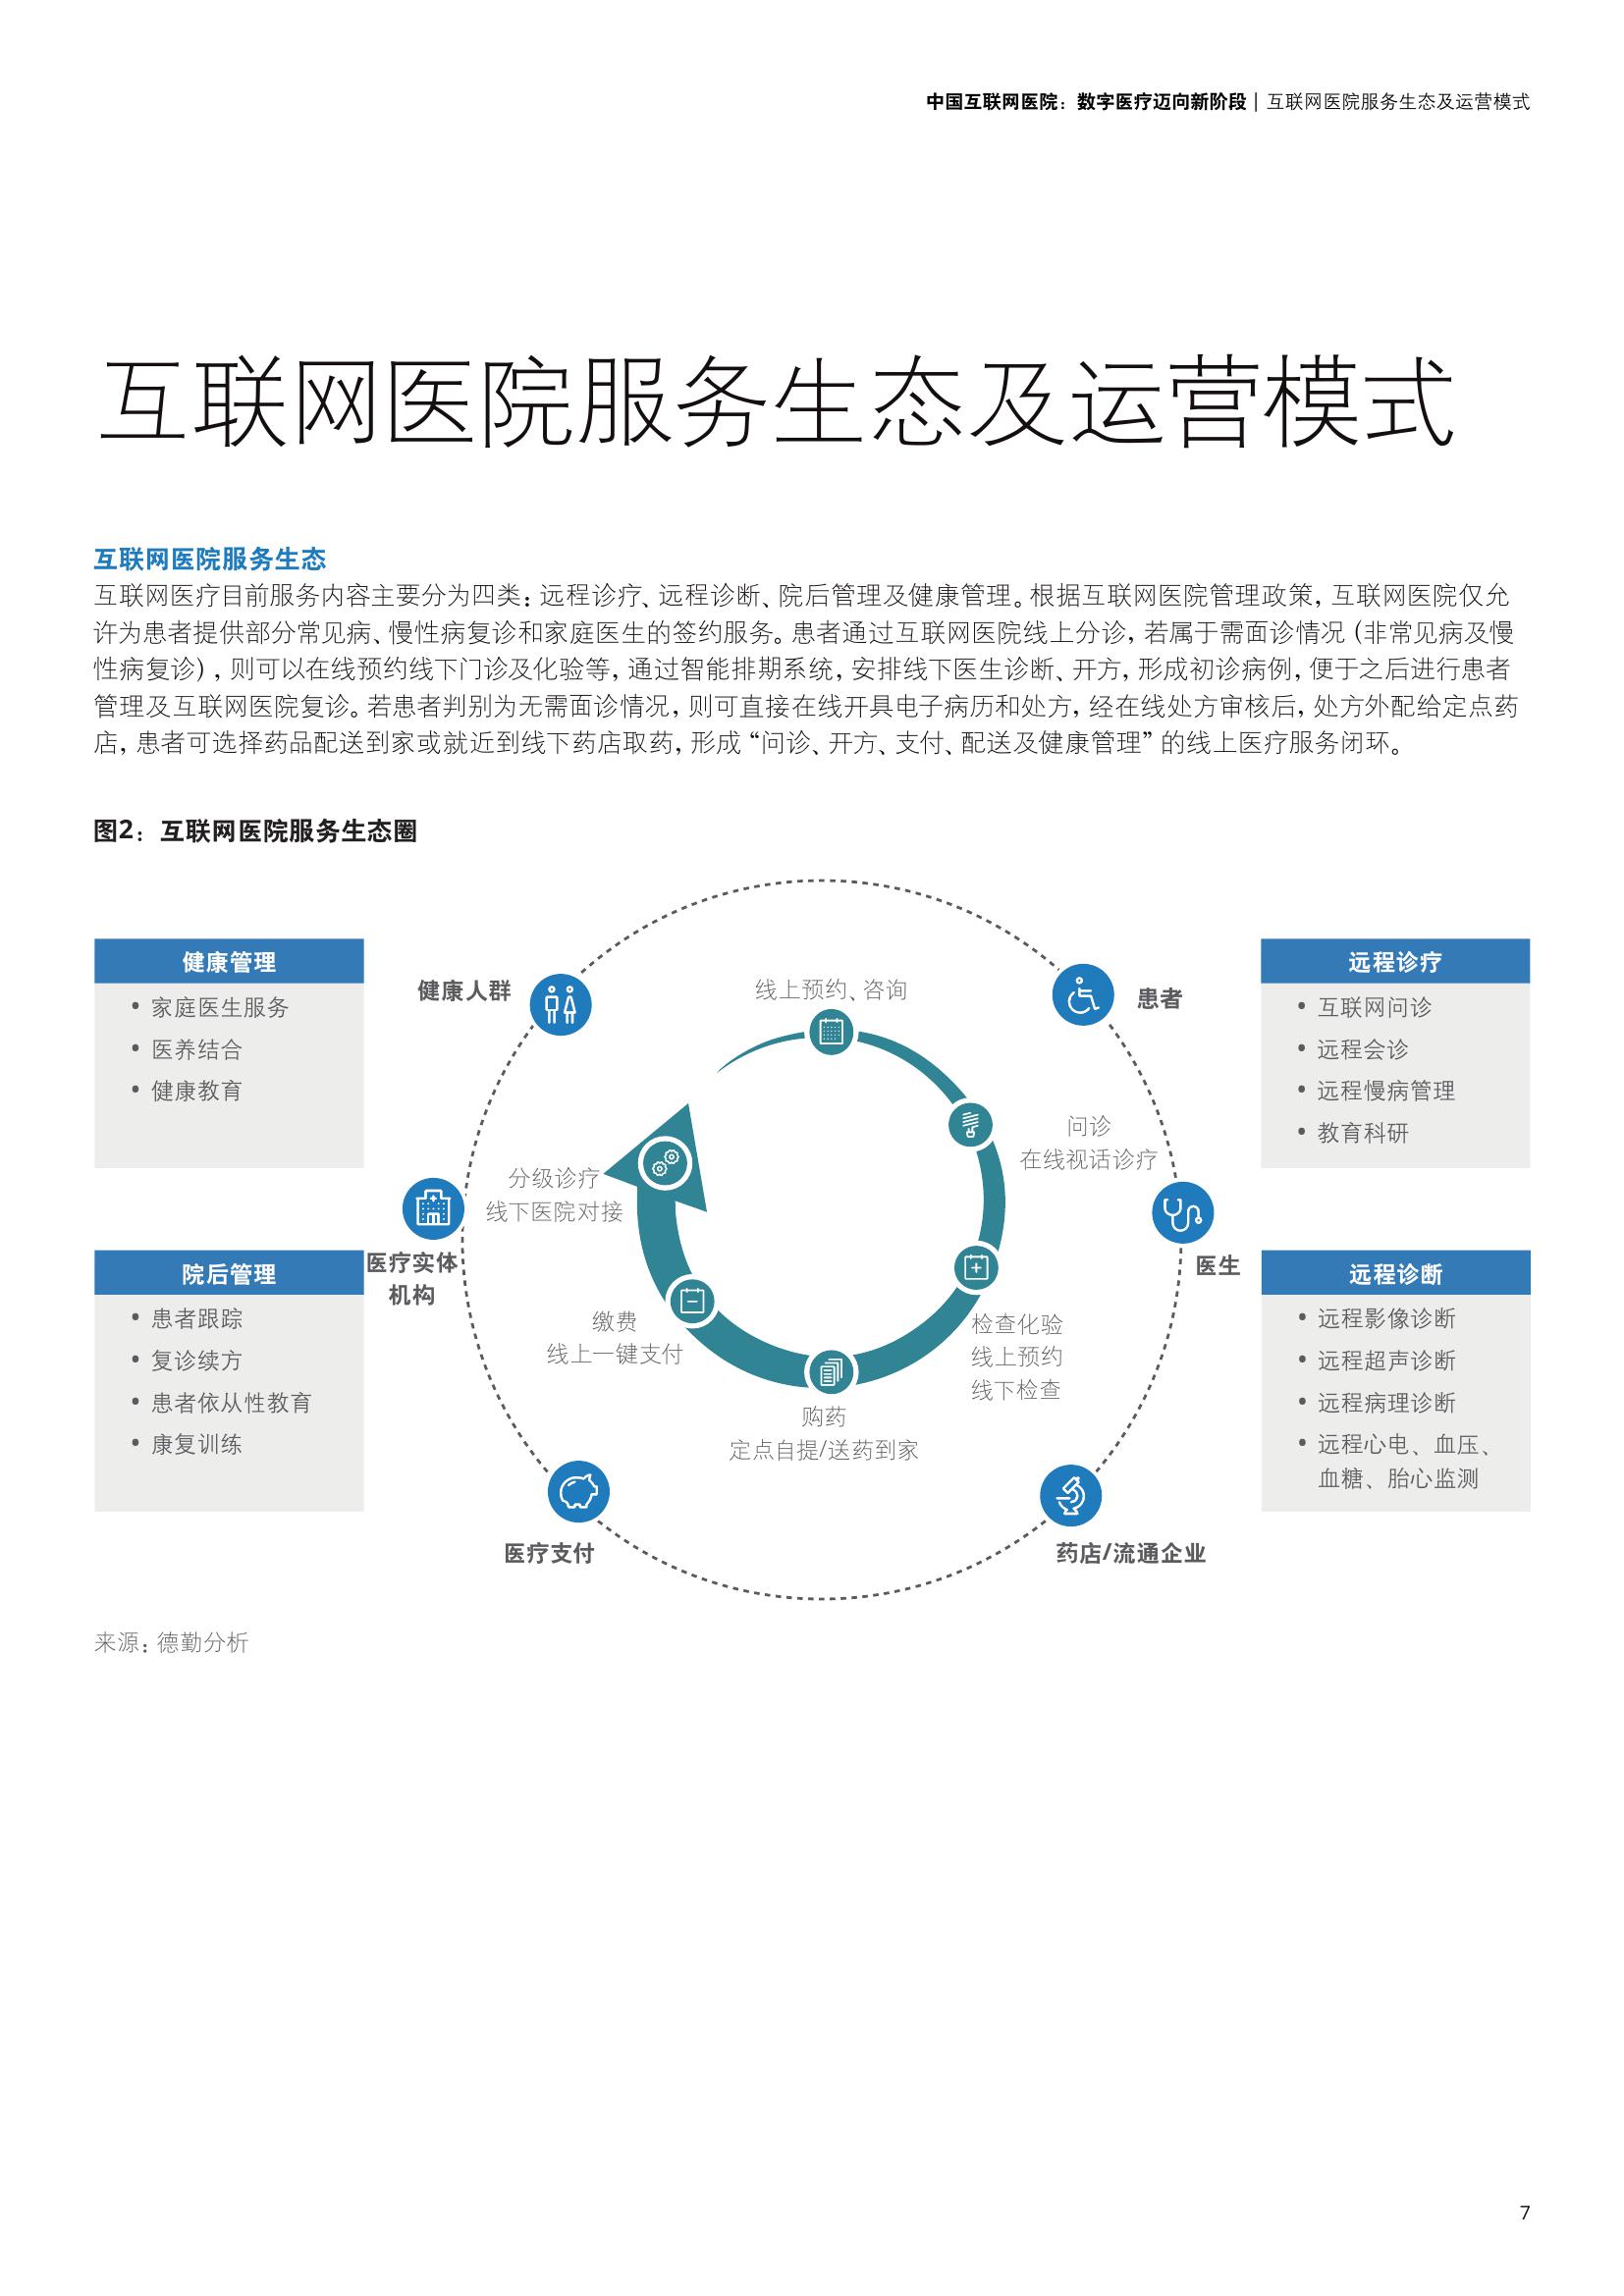 中国互联网医院：数字医疗迈向新阶段 | 互联网医院服务生态及运营模式
互联网医院服务生态及运营模式
互联网医院服务生态
互联网医疗目前服务内容主要分为四类：远程诊疗、远程诊断、院后管理及健康管理。根据互联网医院管理政策，互联网医院仅允
许为患者提供部分常见病、慢性病复诊和家庭医生的签约服务。患者通过互联网医院线上分诊，若属于需面诊情况（非常见病及慢
性病复诊），则可以在线预约线下门诊及化验等，通过智能排期系统，安排线下医生诊断、开方，形成初诊病例，便于之后进行患者
管理及互联网医院复诊。若患者判别为无需面诊情况，则可直接在线开具电子病历和处方，经在线处方审核后，处方外配给定点药
店，患者可选择药品配送到家或就近到线下药店取药，形成“问诊、开方、支付、配送及健康管理”的线上医疗服务闭环。
图2：互联网医院服务生态圈
健康管理
• 家庭医生服务
• 医养结合
• 健康教育
院后管理
• 患者跟踪
• 复诊续方
• 患者依从性教育
• 康复训练
健康人群
患者
医疗实体
机构
医生
医疗支付
药店/流通企业
线上预约、咨询
问诊
在线视话诊疗
检查化验
线上预约
线下检查
购药
定点自提/送药到家
缴费
线上一键支付
分级诊疗
线下医院对接
远程诊疗
• 互联网问诊
• 远程会诊
• 远程慢病管理
• 教育科研
远程诊断
• 远程影像诊断
• 远程超声诊断
• 远程病理诊断
• 远程心电、血压、
血糖、胎心监测
来源：德勤分析
7